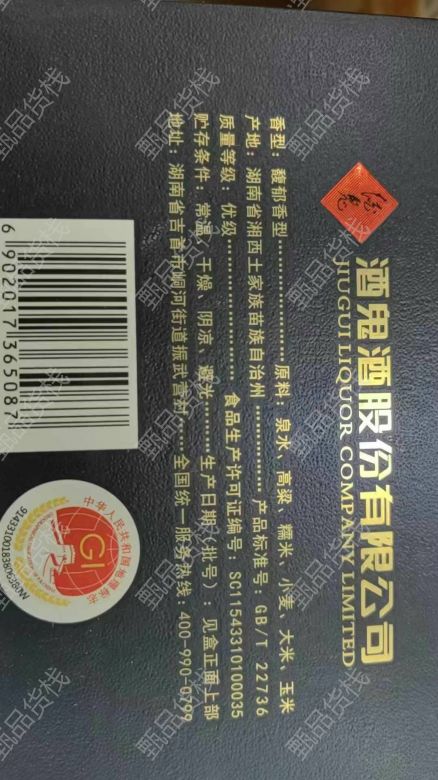 酒鬼
酒鬼酒股份有限公司
JIUGUI LIQUOR COMPANY LIMITED
香型：馥郁香型 原料：泉水、高粱、糯米、小麦、大米、玉米
产地：湖南省湘西土家族苗族自治州 产品标准号：GB/T 22736
质量等级：优级 食品生产许可证编号：SC11543310100035
贮存条件：常温、干燥、阴凉、避光 生产日期（批号）：见盒正面上部
地址：湖南省吉首市峒河街道振武营村 全国统一服务热线：400-990-0799
6 902017 365087
中华人民共和国地理标志
GI
甄品货栈